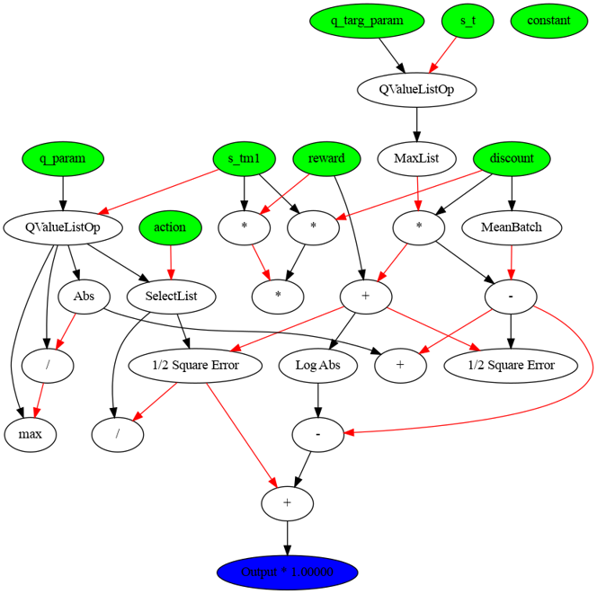 q_targ_param
s_t
constant
QValueListOp
q_param
s_tm1
reward
MaxList
discount
QValueListOp
action
*
*
*
MeanBatch
Abs
SelectList
*
+
-
/
1/2 Square Error
Log Abs
+
1/2 Square Error
max
/
-
+
Output * 1.00000